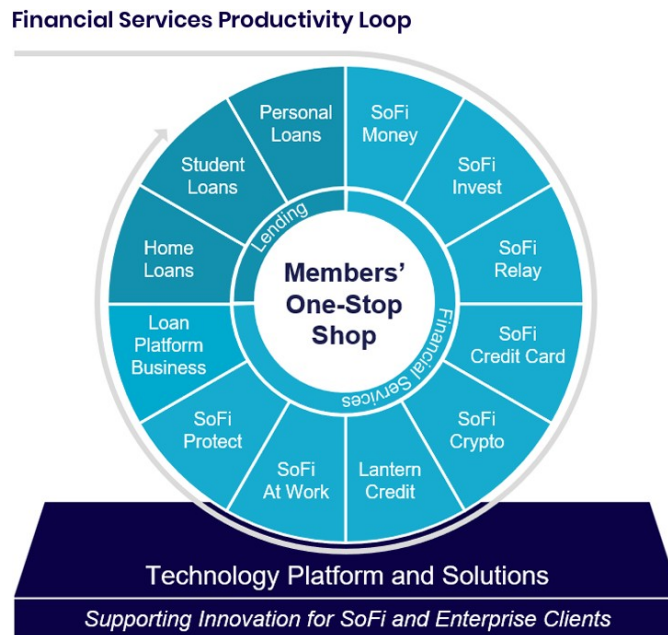 Financial Services Productivity Loop
Personal
Loans
SoFi
Money
SoFi
Invest
SoFi
Relay
SoFi
Credit Card
SoFi
Crypto
Lantern
Credit
SoFi
At Work
SoFi
Protect
Loan
Platform
Business
Home
Loans
Student
Loans
Lending
Financial Services
Members'
One-Stop
Shop
Technology Platform and Solutions
Supporting Innovation for SoFi and Enterprise Clients